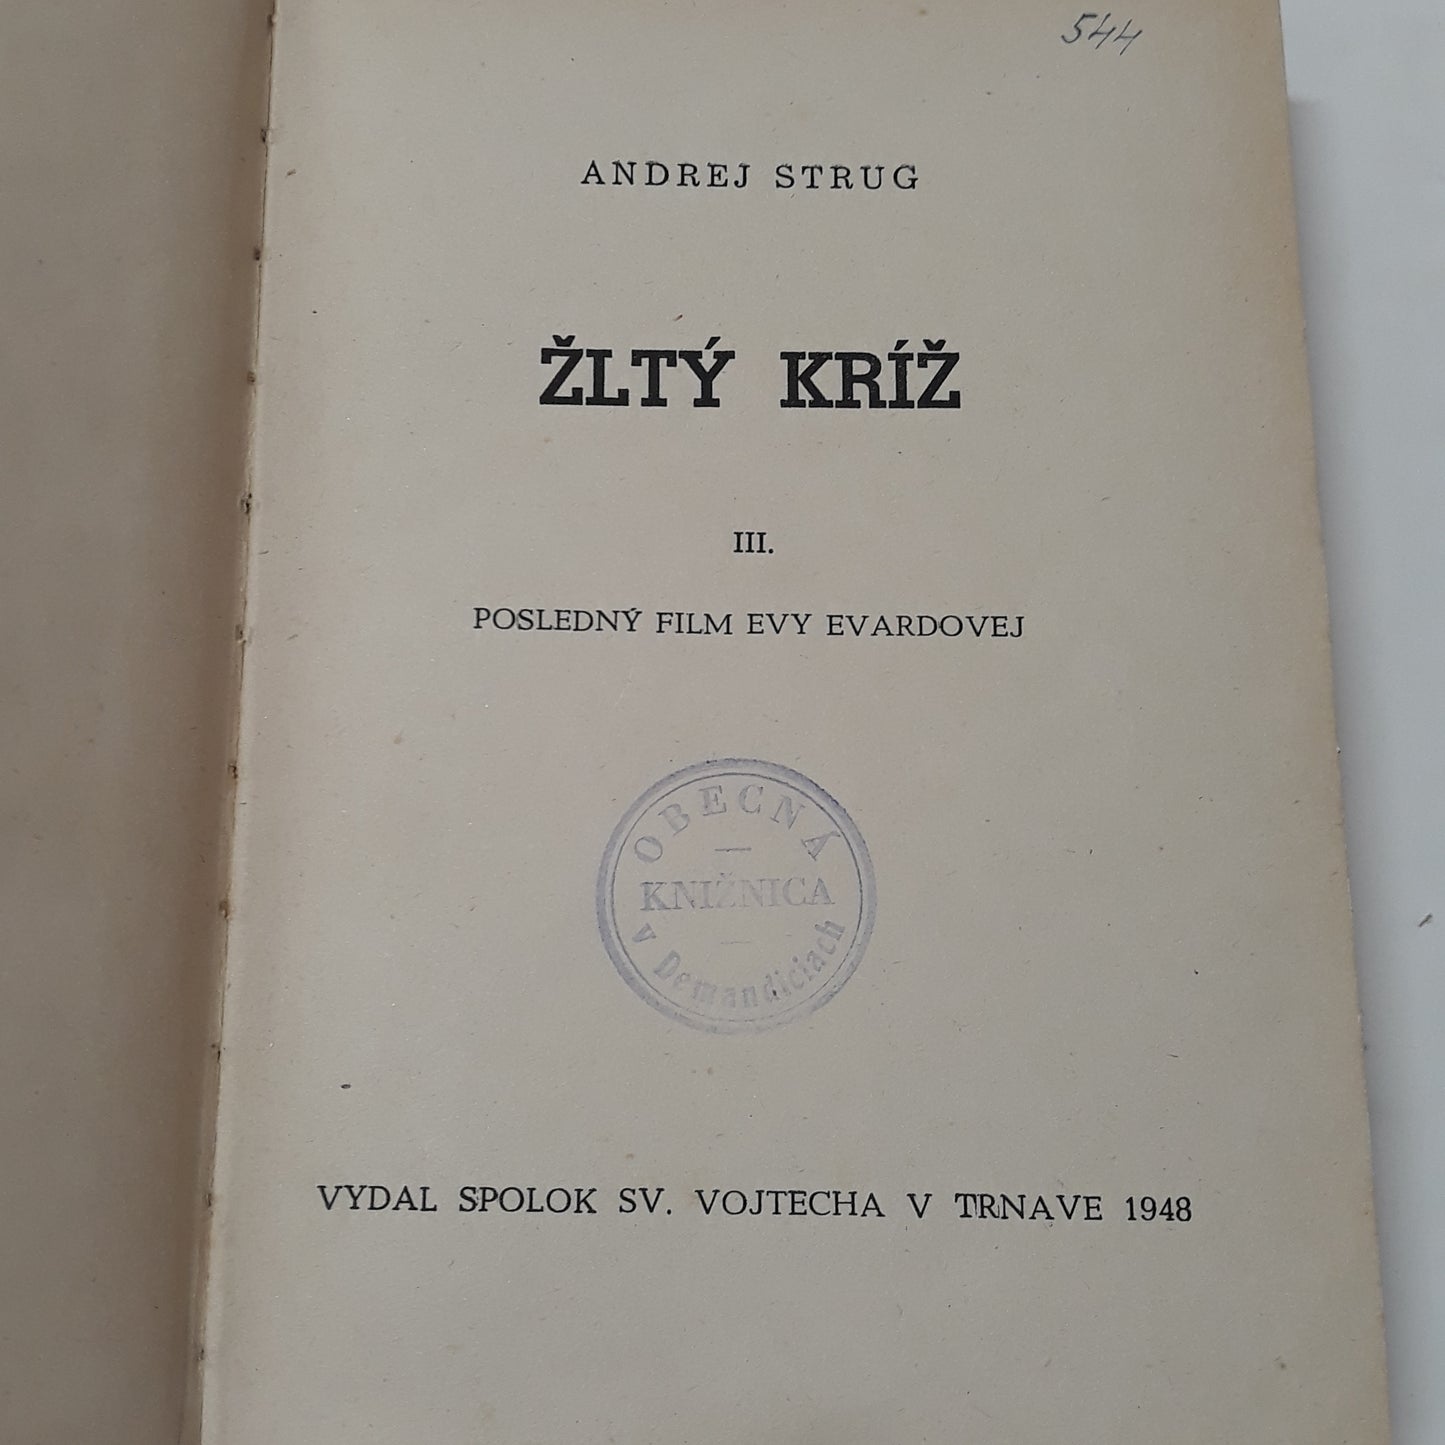 544
ANDREJ STRUG
ŽLTÝ KRÍŽ
III.
POSLEDNÝ FILM EVY EVARDOVEJ
OBECNÁ
KNIŽNICA
v Demandiciach
VYDAL SPOLOK SV. VOJTECHA V TRNAVE 1948